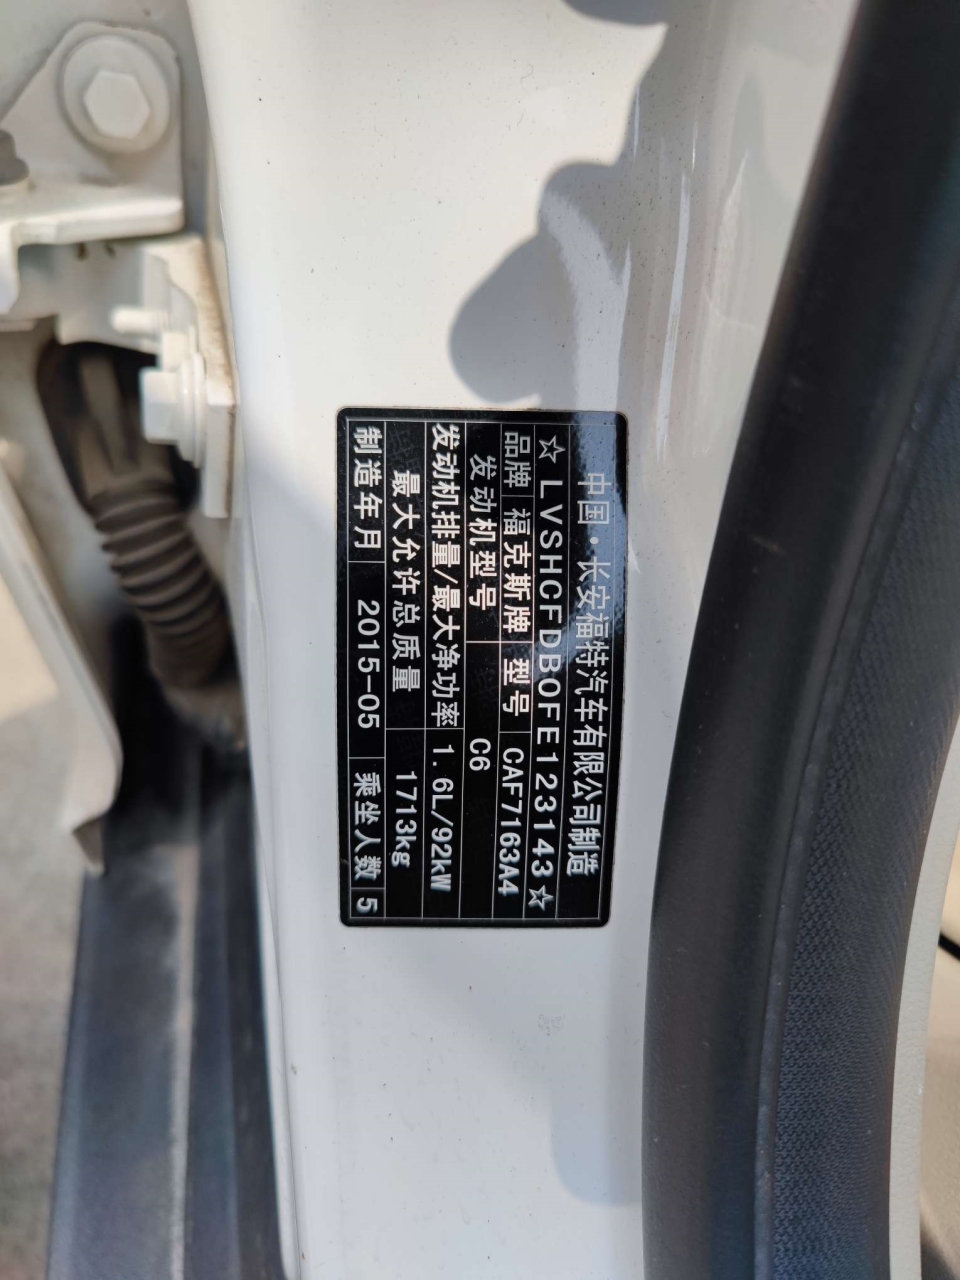 中国·长安福特汽车有限公司制造
☆LVSHCFDB0FE123143☆
品牌 福克斯牌 型号 CAF7163A4
发动机型号 C6
发动机排量/最大净功率 1.6L/92kW
最大允许总质量 1713kg
制造年月 2015-05 乘坐人数 5